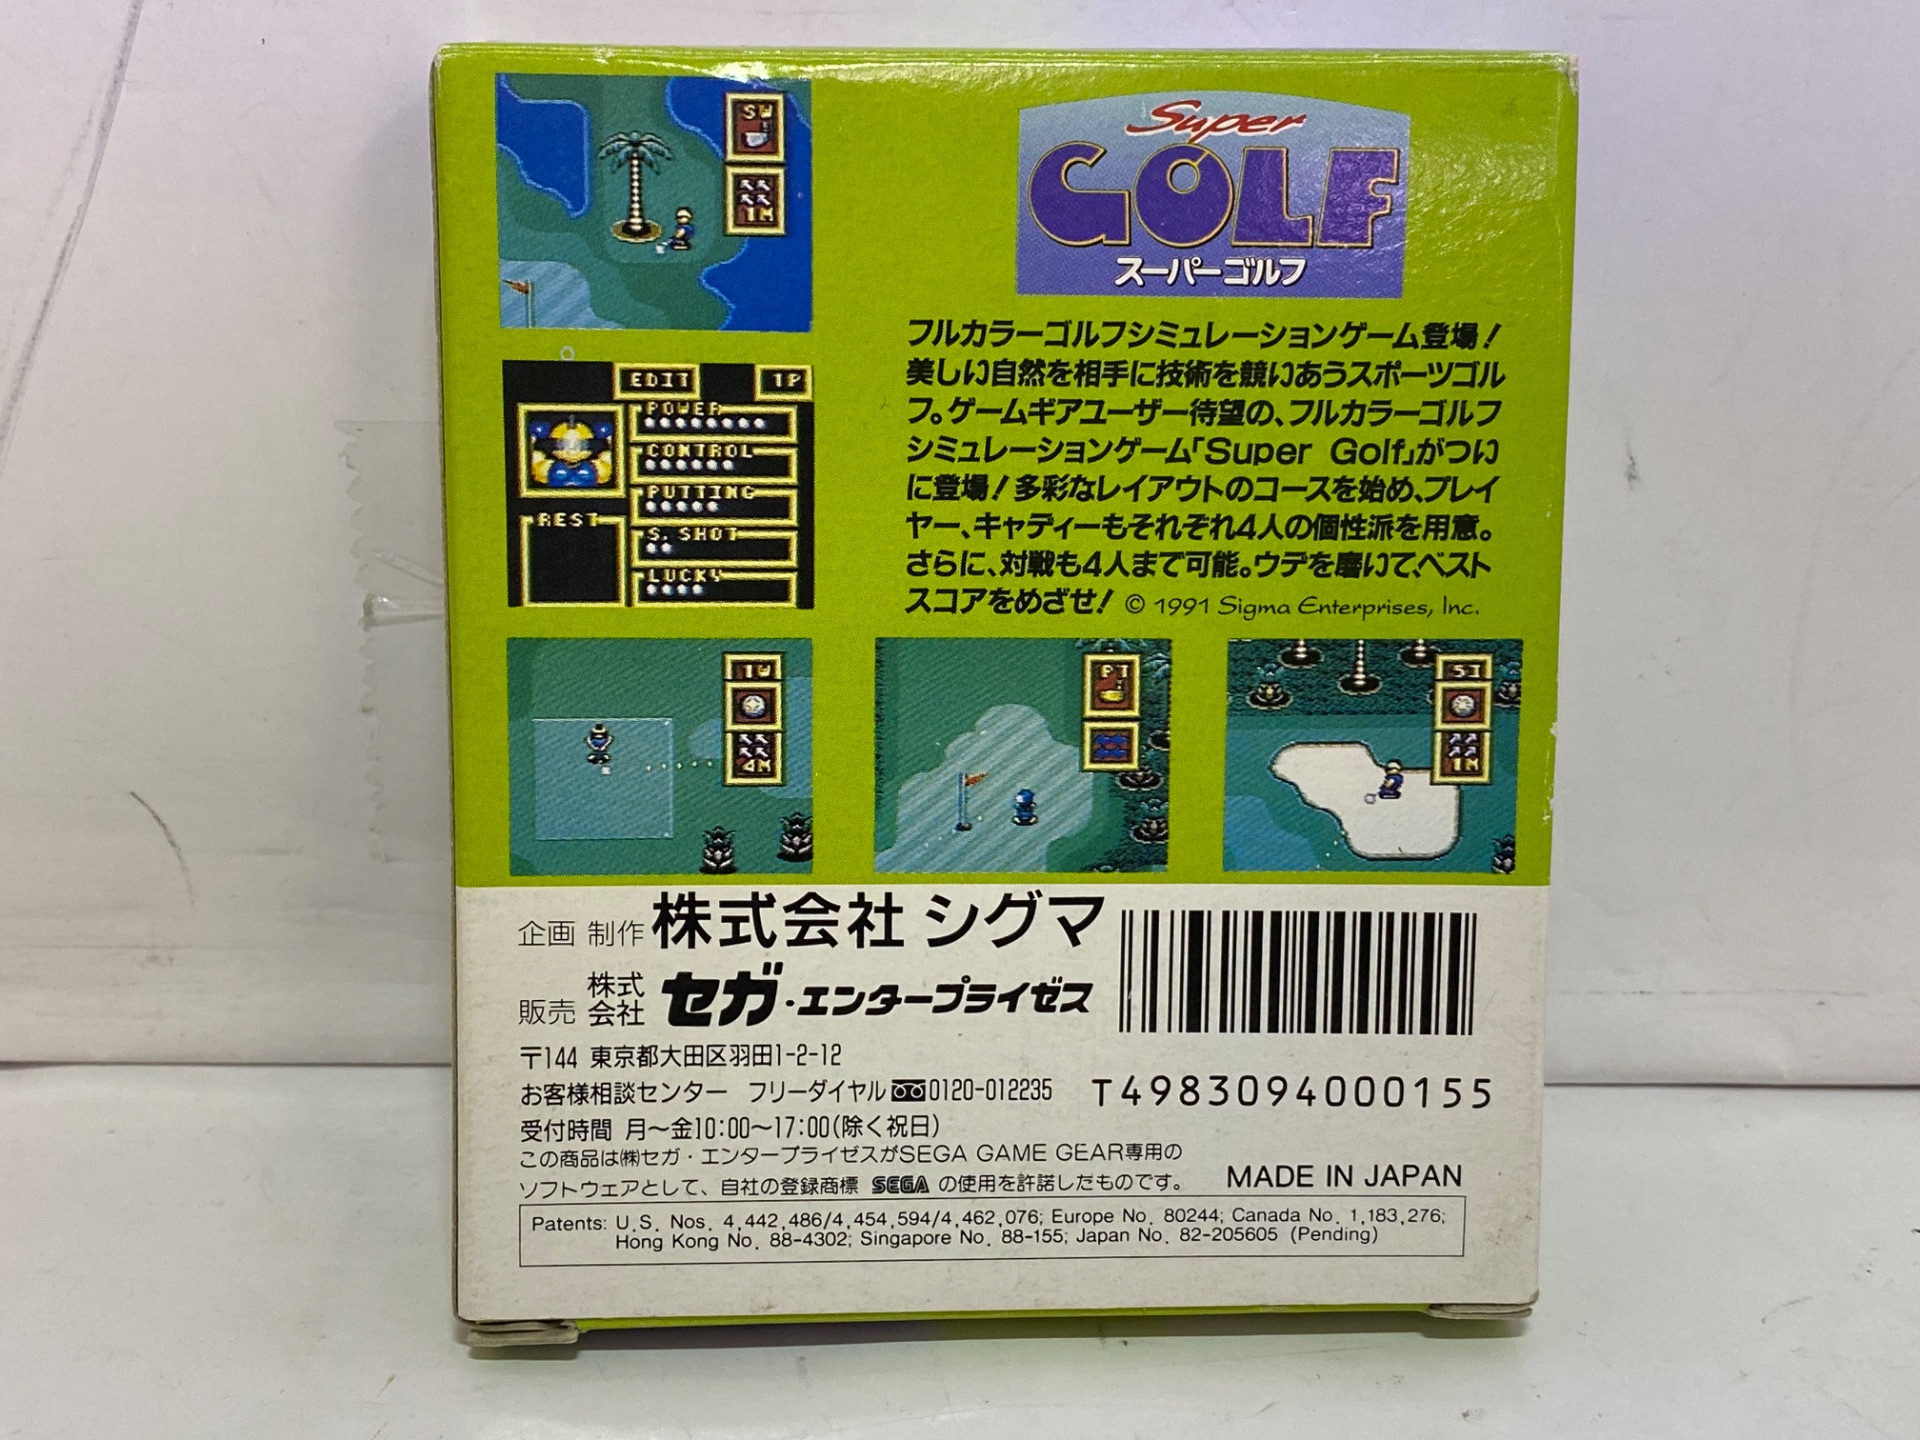 Super
GOLF
スーパーゴルフ
フルカラーゴルフシミュレーションゲーム登場！
美しい自然を相手に技術を競いあうスポーツゴル
フ。ゲームギアユーザー待望の、フルカラーゴルフ
シミュレーションゲーム「Super Golf」がつい
に登場！多彩なレイアウトのコースを始め、プレイ
ヤー、キャディーもそれぞれ4人の個性派を用意。
さらに、対戦も4人まで可能。ウデを磨いて、ベスト
スコアをめざせ！ © 1991 Sigma Enterprises, Inc.
SW
1M
EDIT 1P
POWER
CONTROL
PUTTING
REST
S. SHOT
LUCKY
1W
4M
PT
5I
1M
企画 制作 株式会社 シグマ
販売 株式会社 セガ・エンタープライゼス
〒144 東京都大田区羽田1-2-12
お客様相談センター フリーダイヤル 0120-012235
T4983094000155
受付時間 月〜金10:00〜17:00(除く祝日)
この商品は㈱セガ・エンタープライゼスがSEGA GAME GEAR専用の
ソフトウェアとして、自社の登録商標 SEGA の使用を許諾したものです。
MADE IN JAPAN
Patents: U.S. Nos. 4,442,486/4,454,594/4,462,076; Europe No. 80244; Canada No. 1,183,276;
Hong Kong No. 88-4302; Singapore No. 88-155; Japan No. 82-205605 (Pending)